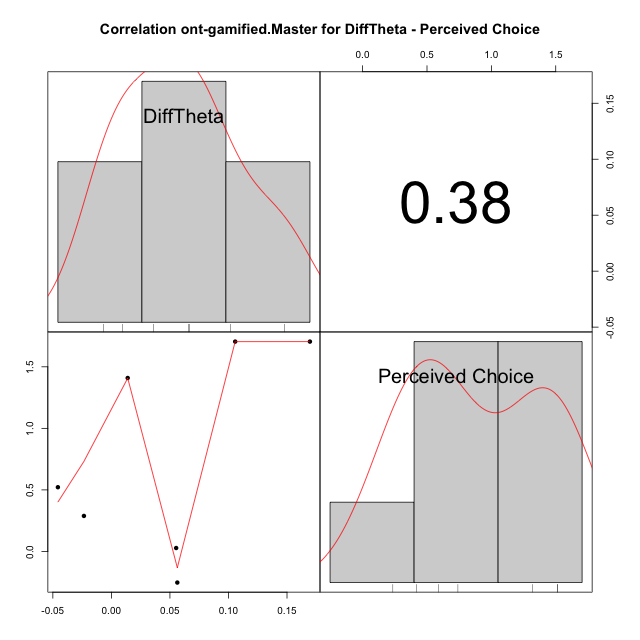 Correlation ont-gamified.Master for DiffTheta - Perceived Choice
0.0 0.5 1.0 1.5
DiffTheta
0.38
0.15
0.10
0.05
0.00
-0.05
Perceived Choice
1.5
1.0
0.5
0.0
-0.05 0.00 0.05 0.10 0.15